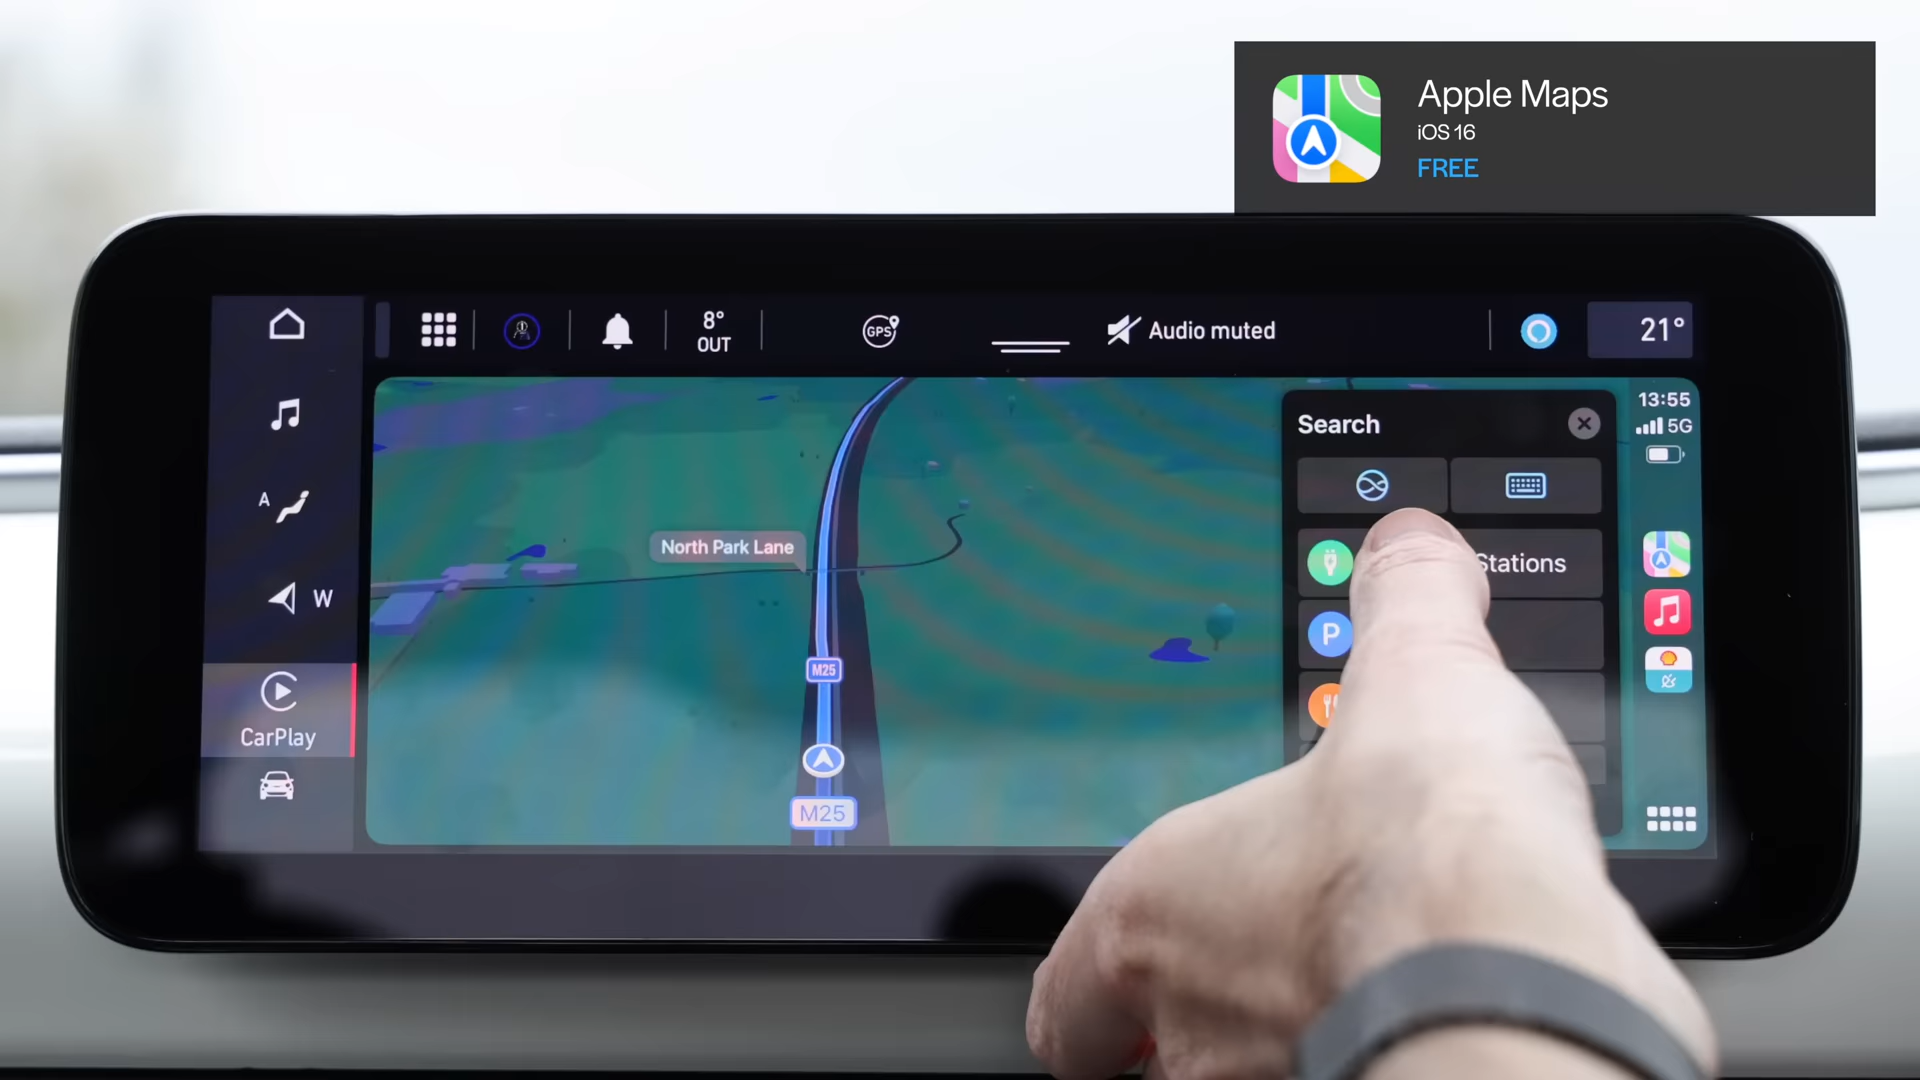 Apple Maps
iOS 16
FREE
8°
OUT
GPS
Audio muted
21°
Search
13:55
5G
A
North Park Lane
Stations
W
P
M25
CarPlay
M25